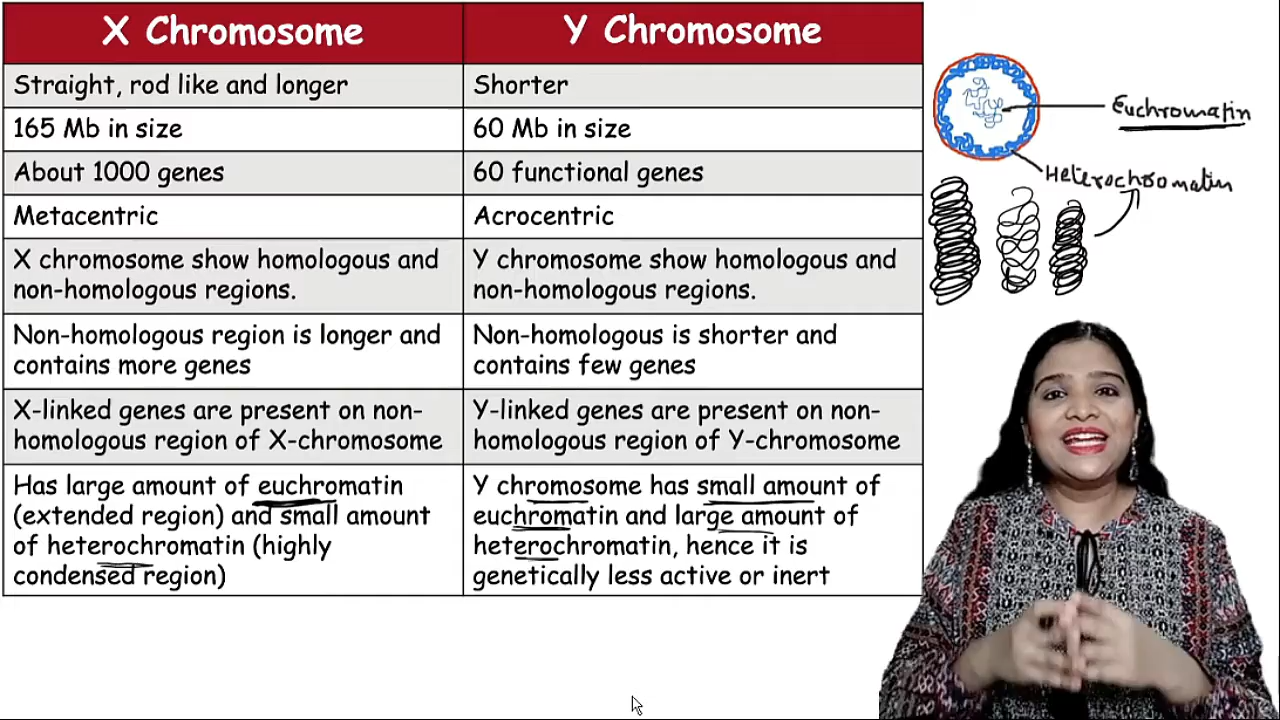 X Chromosome
Y Chromosome
Straight, rod like and longer
Shorter
165 Mb in size
60 Mb in size
About 1000 genes
60 functional genes
Metacentric
Acrocentric
X chromosome show homologous and
non-homologous regions.
Y chromosome show homologous and
non-homologous regions.
Non-homologous region is longer and
contains more genes
Non-homologous is shorter and
contains few genes
X-linked genes are present on non-
homologous region of X-chromosome
Y-linked genes are present on non-
homologous region of Y-chromosome
Has large amount of euchromatin
(extended region) and small amount
of heterochromatin (highly
condensed region)
Y chromosome has small amount of
euchromatin and large amount of
heterochromatin, hence it is
genetically less active or inert
Euchromatin
Heterochromatin